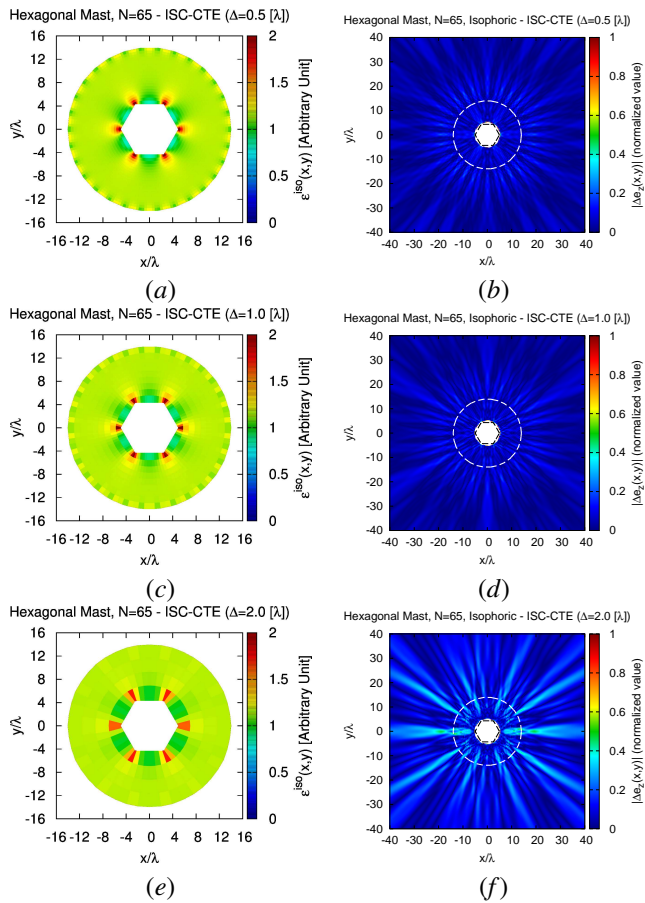 Hexagonal Mast, N=65 - ISC-CTE (Δ=0.5 [λ])
16
12
8
4
0
-4
-8
-12
-16
-16 -12 -8 -4 0 4 8 12 16
y/λ
x/λ
2
1.5
1
0.5
0
ε^iso(x,y) [Arbitrary Unit]
(a)
Hexagonal Mast, N=65, Isophoric - ISC-CTE (Δ=0.5 [λ])
40
30
20
10
0
-10
-20
-30
-40
-40 -30 -20 -10 0 10 20 30 40
y/λ
x/λ
1
0.8
0.6
0.4
0.2
0
|Δe_z(x,y)| (normalized value)
(b)
Hexagonal Mast, N=65 - ISC-CTE (Δ=1.0 [λ])
16
12
8
4
0
-4
-8
-12
-16
-16 -12 -8 -4 0 4 8 12 16
y/λ
x/λ
2
1.5
1
0.5
0
ε^iso(x,y) [Arbitrary Unit]
(c)
Hexagonal Mast, N=65, Isophoric - ISC-CTE (Δ=1.0 [λ])
40
30
20
10
0
-10
-20
-30
-40
-40 -30 -20 -10 0 10 20 30 40
y/λ
x/λ
1
0.8
0.6
0.4
0.2
0
|Δe_z(x,y)| (normalized value)
(d)
Hexagonal Mast, N=65 - ISC-CTE (Δ=2.0 [λ])
16
12
8
4
0
-4
-8
-12
-16
-16 -12 -8 -4 0 4 8 12 16
y/λ
x/λ
2
1.5
1
0.5
0
ε^iso(x,y) [Arbitrary Unit]
(e)
Hexagonal Mast, N=65, Isophoric - ISC-CTE (Δ=2.0 [λ])
40
30
20
10
0
-10
-20
-30
-40
-40 -30 -20 -10 0 10 20 30 40
y/λ
x/λ
1
0.8
0.6
0.4
0.2
0
|Δe_z(x,y)| (normalized value)
(f)